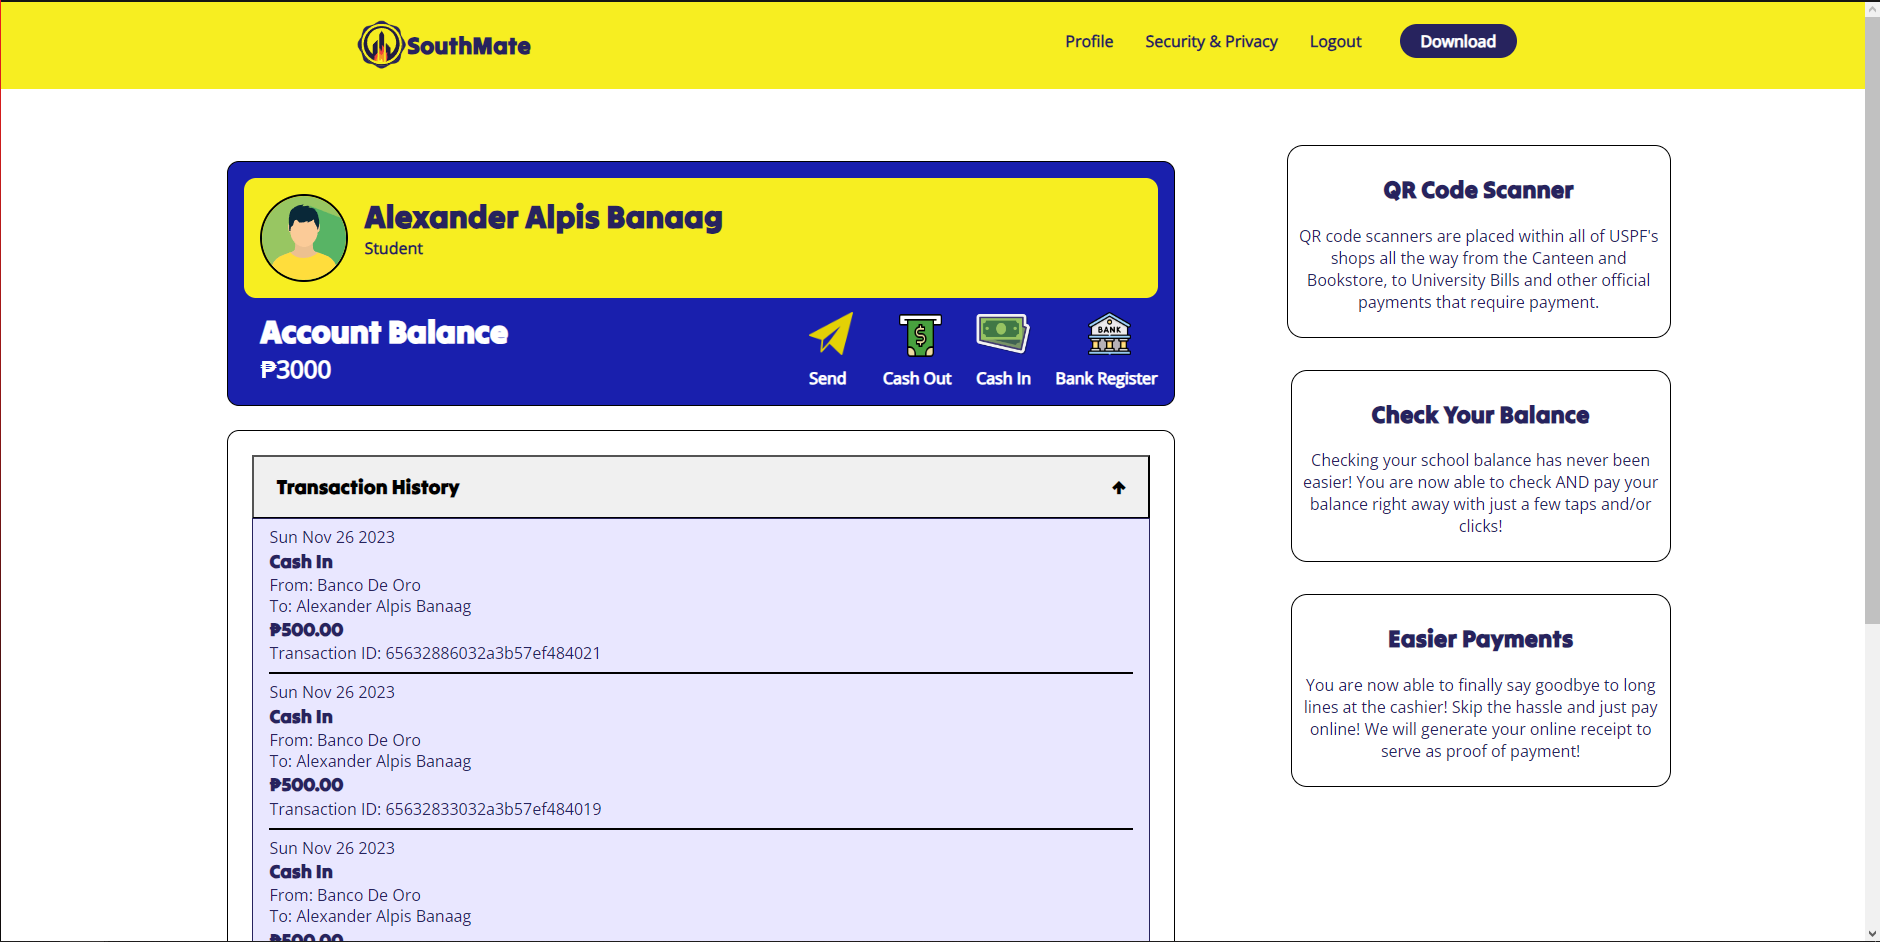 SouthMate
Profile
Security & Privacy
Logout
Download
Alexander Alpis Banaag
Student
Account Balance
₱3000
Send
Cash Out
Cash In
BANK
Bank Register
Transaction History
Sun Nov 26 2023
Cash In
From: Banco De Oro
To: Alexander Alpis Banaag
₱500.00
Transaction ID: 65632886032a3b57ef484021
Sun Nov 26 2023
Cash In
From: Banco De Oro
To: Alexander Alpis Banaag
₱500.00
Transaction ID: 65632833032a3b57ef484019
Sun Nov 26 2023
Cash In
From: Banco De Oro
To: Alexander Alpis Banaag
₱500.00
QR Code Scanner
QR code scanners are placed within all of USPF's
shops all the way from the Canteen and
Bookstore, to University Bills and other official
payments that require payment.
Check Your Balance
Checking your school balance has never been
easier! You are now able to check AND pay your
balance right away with just a few taps and/or
clicks!
Easier Payments
You are now able to finally say goodbye to long
lines at the cashier! Skip the hassle and just pay
online! We will generate your online receipt to
serve as proof of payment!